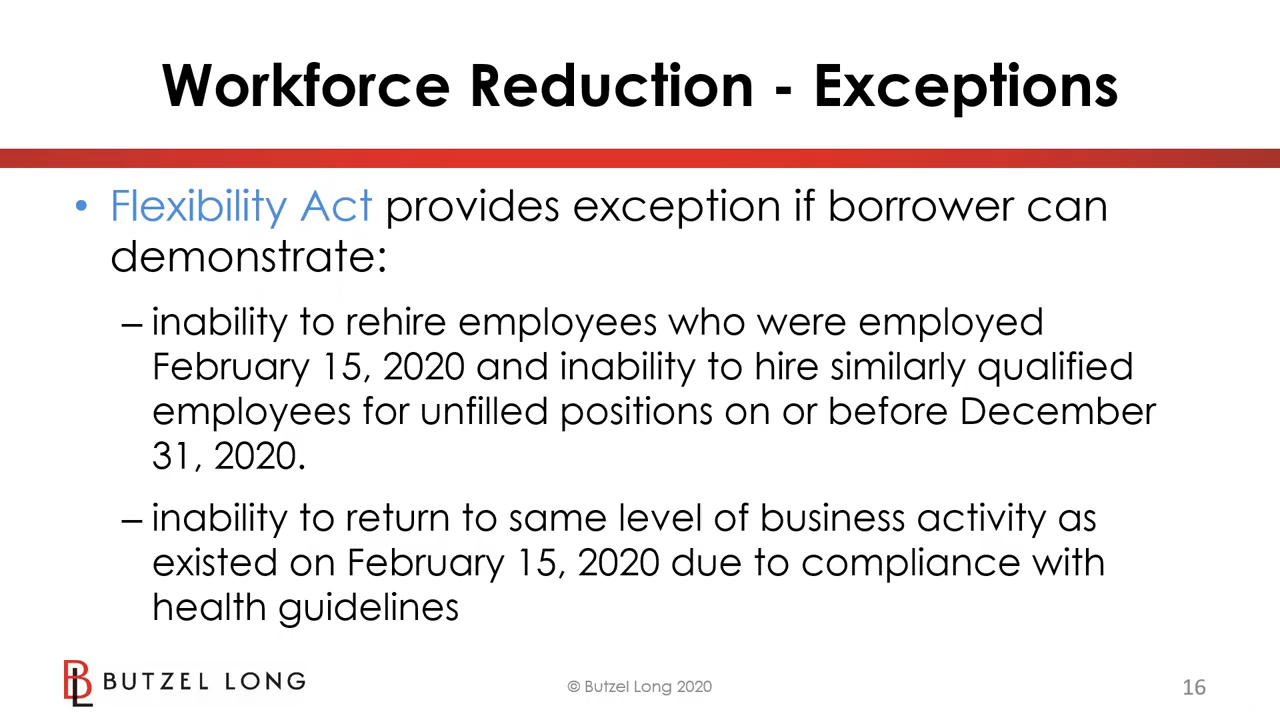 Workforce Reduction - Exceptions
• Flexibility Act provides exception if borrower can
demonstrate:
– inability to rehire employees who were employed
February 15, 2020 and inability to hire similarly qualified
employees for unfilled positions on or before December
31, 2020.
– inability to return to same level of business activity as
existed on February 15, 2020 due to compliance with
health guidelines
BL BUTZEL LONG
© Butzel Long 2020
16